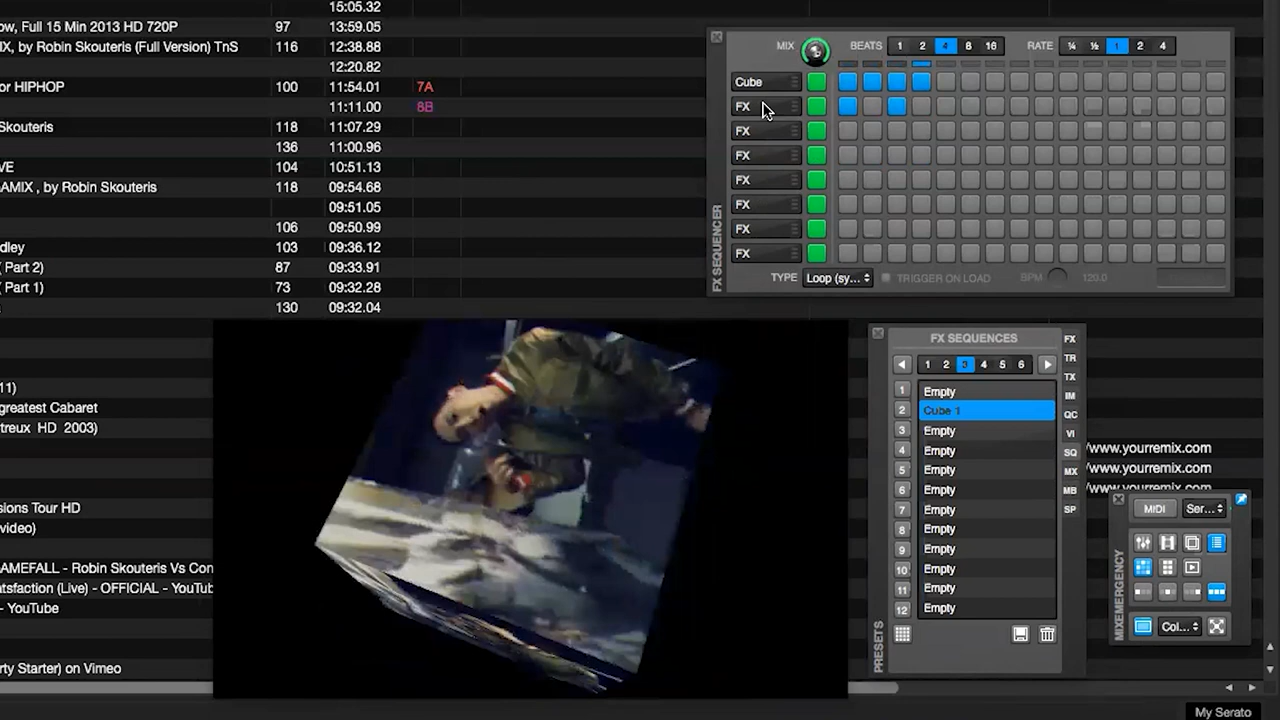 15:05.32
ow, Full 15 Min 2013 HD 720P 97 13:59.05
MIX, by Robin Skouteris (Full Version) TnS 116 12:38.88
12:20.82
or HIPHOP 100 11:54.01 7A
11:11.00 8B
Skouteris 118 11:07.29
136 11:00.96
VE 104 10:51.13
GAMIX , by Robin Skouteris 118 09:54.68
09:51.05
106 09:50.99
dley 103 09:36.12
( Part 2) 87 09:33.91
( Part 1) 73 09:32.28
130 09:32.04
11)
greatest Cabaret
treux HD 2003)
sions Tour HD
video)
GAMEFALL - Robin Skouteris Vs Con
atisfaction (Live) - OFFICIAL - YouTub
- YouTube
rty Starter) on Vimeo
MIX BEATS 1 2 4 8 16 RATE ¼ ½ 1 2 4
Cube
FX
FX
FX
FX
FX
FX
FX
FX SEQUENCER
TYPE Loop (sy... TRIGGER ON LOAD BPM 120.0
FX SEQUENCES
1 2 3 4 5 6
1 Empty
2 Cube 1
3 Empty
4 Empty
5 Empty
6 Empty
7 Empty
8 Empty
9 Empty
10 Empty
11 Empty
12 Empty
PRESETS
FX
TR
TX
IM
QC
VI
SQ
MX
MB
SP
/www.yourremix.com
/www.yourremix.com
/www.yourremix.com
MIDI Ser...
MIXEMERGENCY
Col...
My Serato